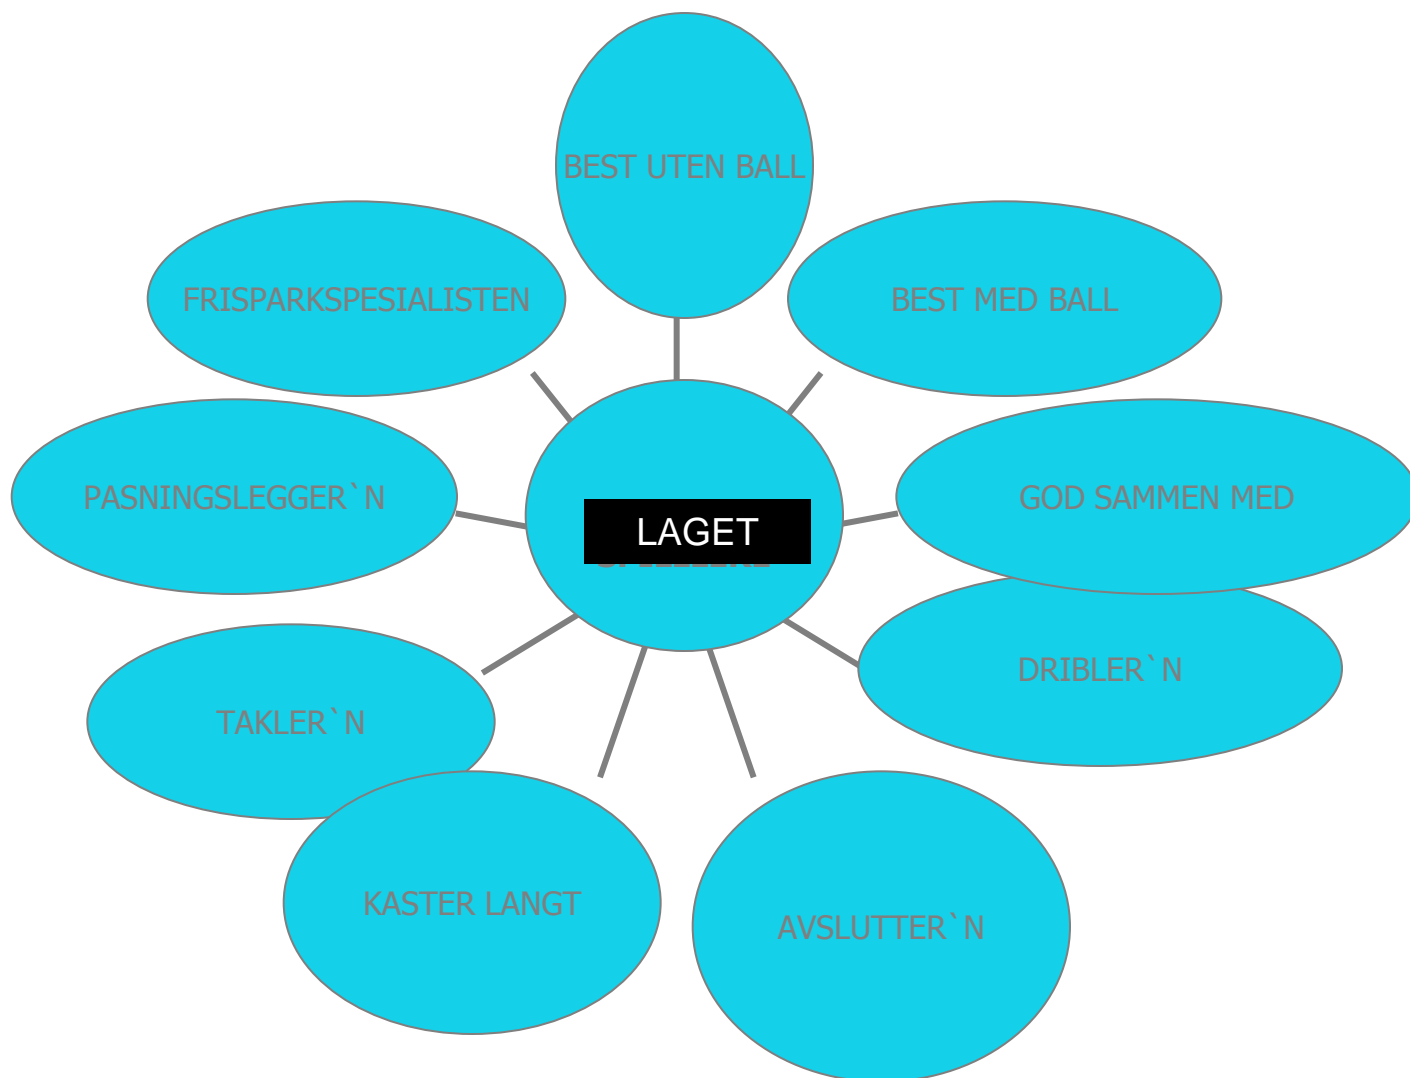 BEST UTEN BALL
FRISPARKSPESIALISTEN
BEST MED BALL
PASNINGSLEGGER`N
GOD SAMMEN MED
LAGET
DRIBLER`N
TAKLER`N
KASTER LANGT
AVSLUTTER`N